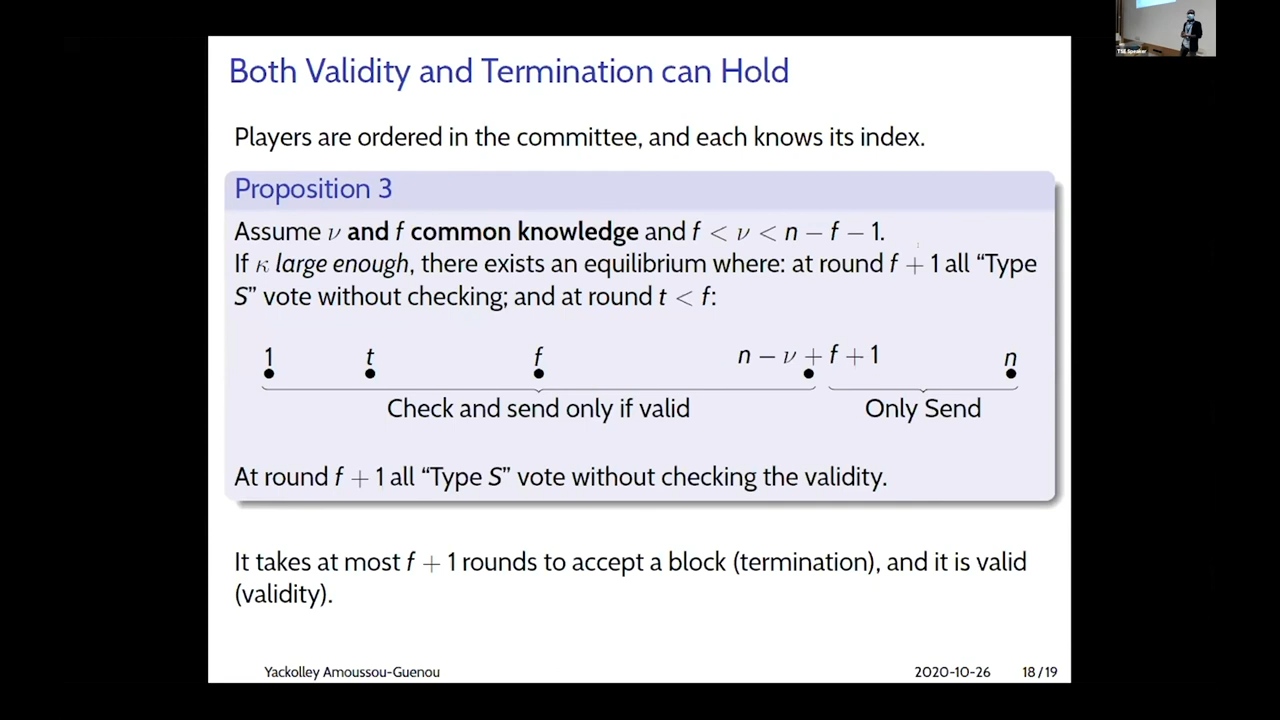 TSE Speaker
Both Validity and Termination can Hold
Players are ordered in the committee, and each knows its index.
Proposition 3
Assume ν and f common knowledge and f < ν < n − f − 1.
If κ large enough, there exists an equilibrium where: at round f + 1 all “Type
S” vote without checking; and at round t < f:
1 t f n − ν + f + 1 n
Check and send only if valid Only Send
At round f + 1 all “Type S” vote without checking the validity.
It takes at most f + 1 rounds to accept a block (termination), and it is valid
(validity).
Yackolley Amoussou-Guenou 2020-10-26 18/19